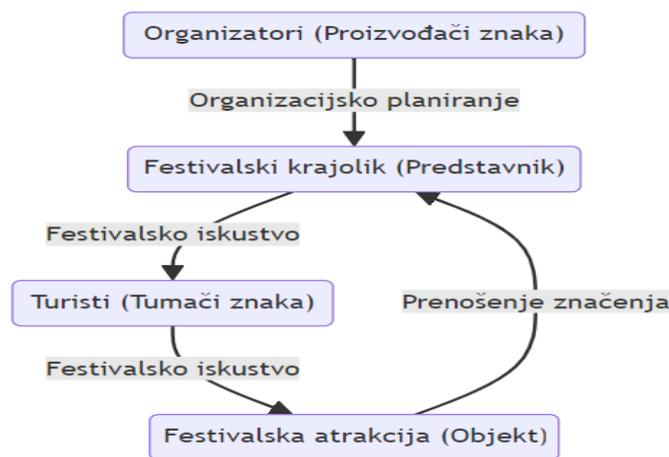 Organizatori (Proizvođači znaka)
Organizacijsko planiranje
Festivalski krajolik (Predstavnik)
Festivalsko iskustvo
Turisti (Tumači znaka)
Prenošenje značenja
Festivalsko iskustvo
Festivalska atrakcija (Objekt)